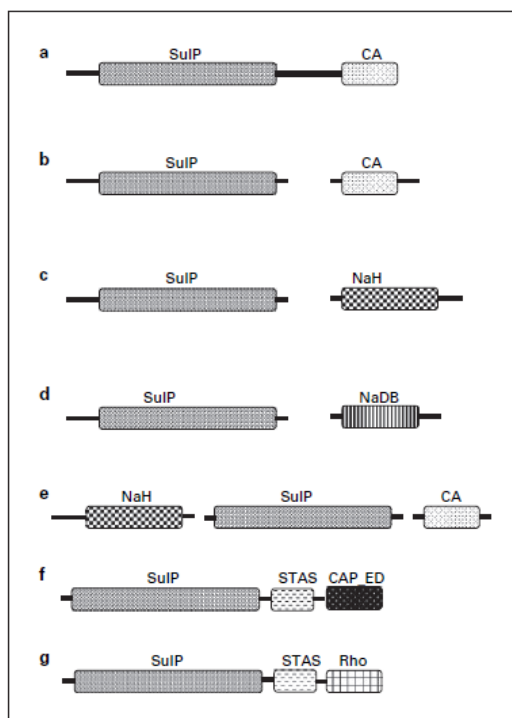 a SulP CA
b SulP CA
c SulP NaH
d SulP NaDB
e NaH SulP CA
f SulP STAS CAP_ED
g SulP STAS Rho